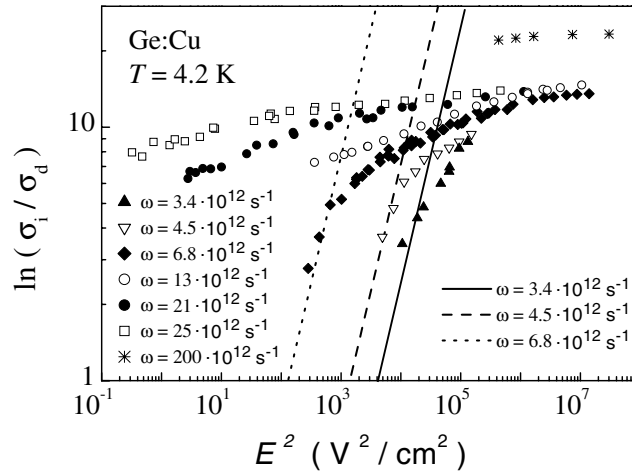 Ge:Cu
T = 4.2 K
10
1
ln ( σᵢ / σ_d )
ω = 3.4 · 10¹² s⁻¹
ω = 4.5 · 10¹² s⁻¹
ω = 6.8 · 10¹² s⁻¹
ω = 13 · 10¹² s⁻¹
ω = 21 · 10¹² s⁻¹
ω = 25 · 10¹² s⁻¹
ω = 200 · 10¹² s⁻¹
ω = 3.4 · 10¹² s⁻¹
ω = 4.5 · 10¹² s⁻¹
ω = 6.8 · 10¹² s⁻¹
10⁻¹ 10¹ 10³ 10⁵ 10⁷
E² ( V² / cm² )